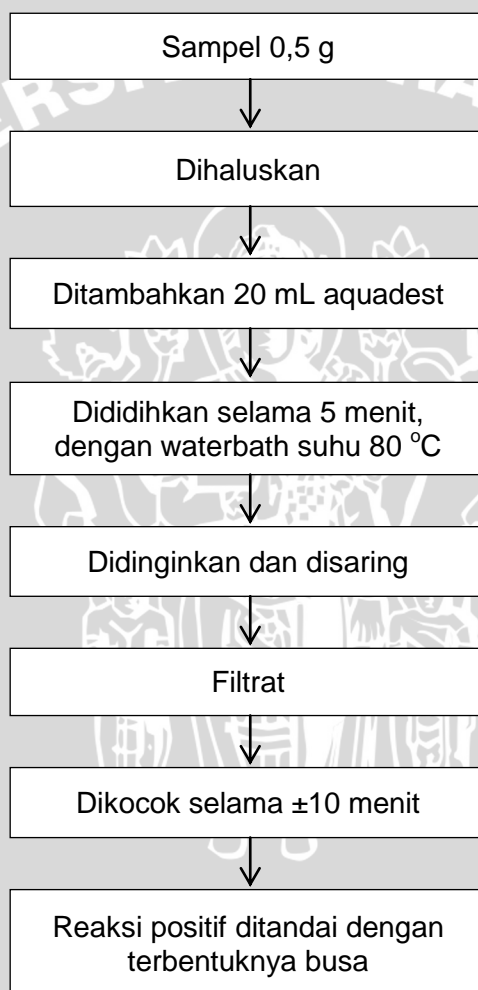 Sampel 0,5 g
Dihaluskan
Ditambahkan 20 mL aquadest
Dididihkan selama 5 menit,
dengan waterbath suhu 80 °C
Didinginkan dan disaring
Filtrat
Dikocok selama ±10 menit
Reaksi positif ditandai dengan
terbentuknya busa